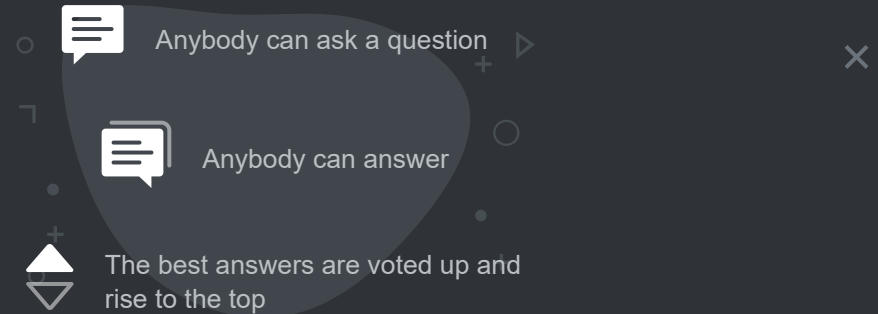 Anybody can ask a question
Anybody can answer
The best answers are voted up and
rise to the top